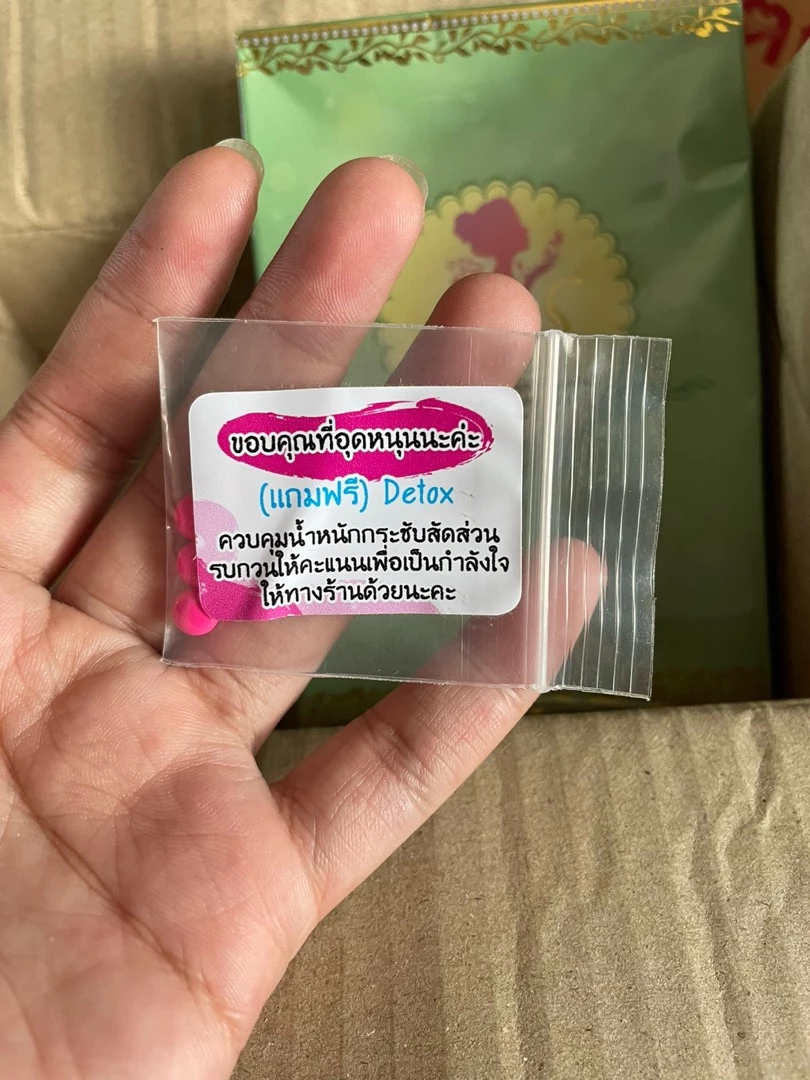 ขอบคุณที่อุดหนุนนะค่ะ
(แถมฟรี) Detox
ควบคุมน้ำหนักกระชับสัดส่วน
รบกวนให้คะแนนเพื่อเป็นกำลังใจ
ให้ทางร้านด้วยนะคะ